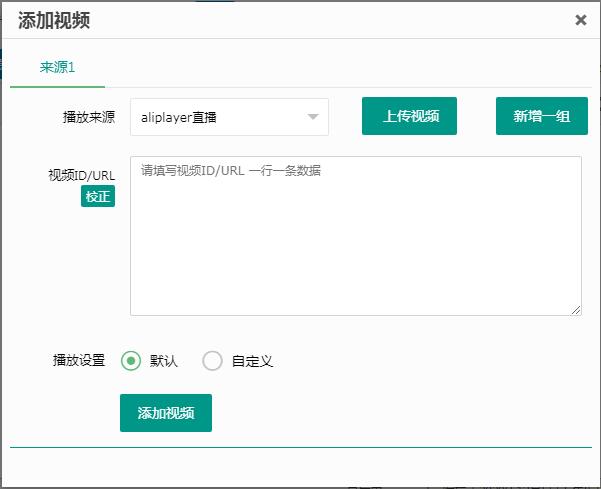 添加视频
来源1
播放来源 aliplayer直播 上传视频 新增一组
视频ID/URL 请填写视频ID/URL 一行一条数据
校正
播放设置 默认 自定义
添加视频